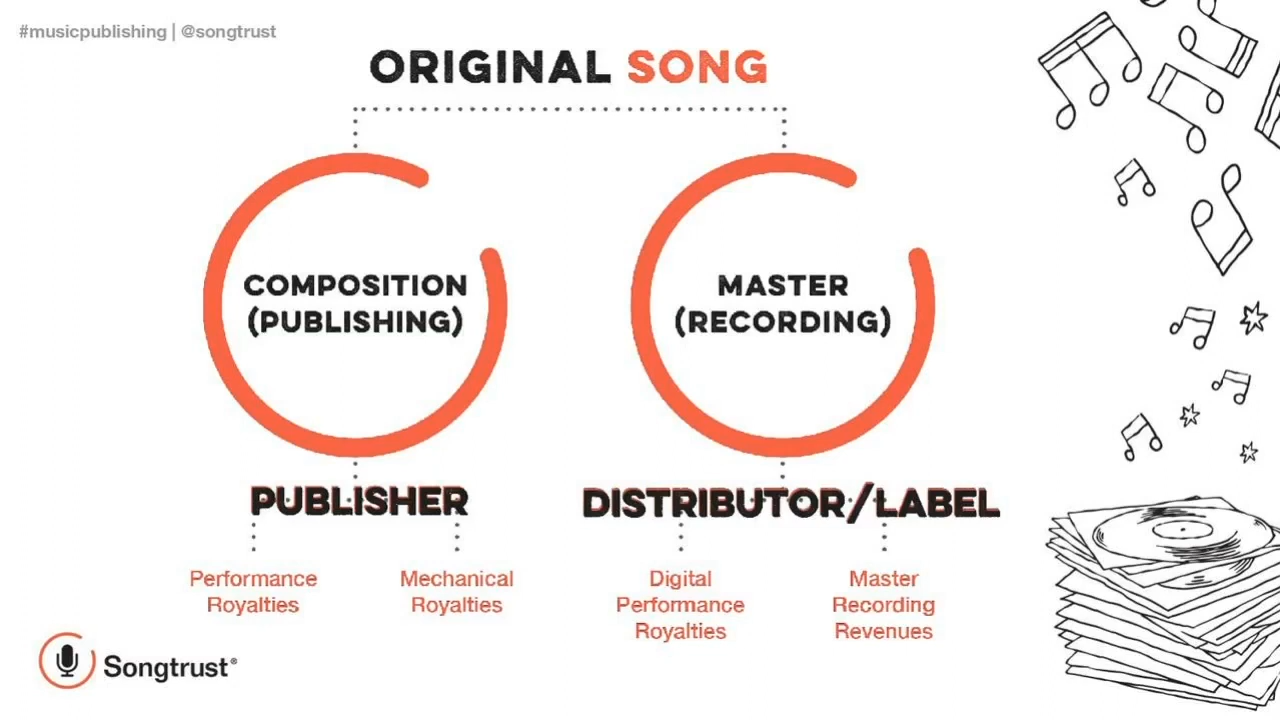 #musicpublishing | @songtrust
ORIGINAL SONG
COMPOSITION
(PUBLISHING)
MASTER
(RECORDING)
PUBLISHER
DISTRIBUTOR/LABEL
Performance
Royalties
Mechanical
Royalties
Digital
Performance
Royalties
Master
Recording
Revenues
Songtrust®